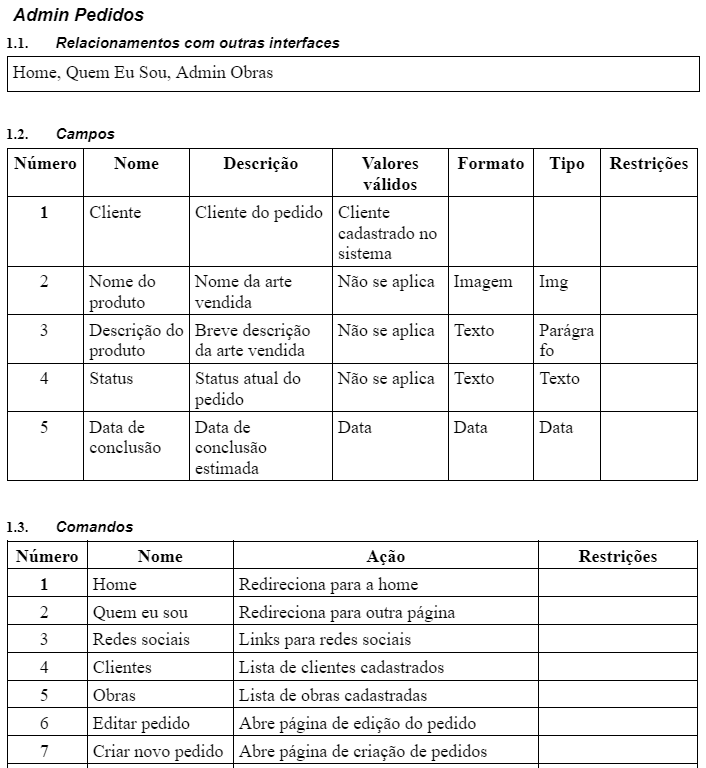 Admin Pedidos
1.1. Relacionamentos com outras interfaces
Home, Quem Eu Sou, Admin Obras
1.2. Campos
Número Nome Descrição Valores válidos Formato Tipo Restrições
1 Cliente Cliente do pedido Cliente cadastrado no sistema
2 Nome do produto Nome da arte vendida Não se aplica Imagem Img
3 Descrição do produto Breve descrição da arte vendida Não se aplica Texto Parágra fo
4 Status Status atual do pedido Não se aplica Texto Texto
5 Data de conclusão Data de conclusão estimada Data Data Data
1.3. Comandos
Número Nome Ação Restrições
1 Home Redireciona para a home
2 Quem eu sou Redireciona para outra página
3 Redes sociais Links para redes sociais
4 Clientes Lista de clientes cadastrados
5 Obras Lista de obras cadastradas
6 Editar pedido Abre página de edição do pedido
7 Criar novo pedido Abre página de criação de pedidos